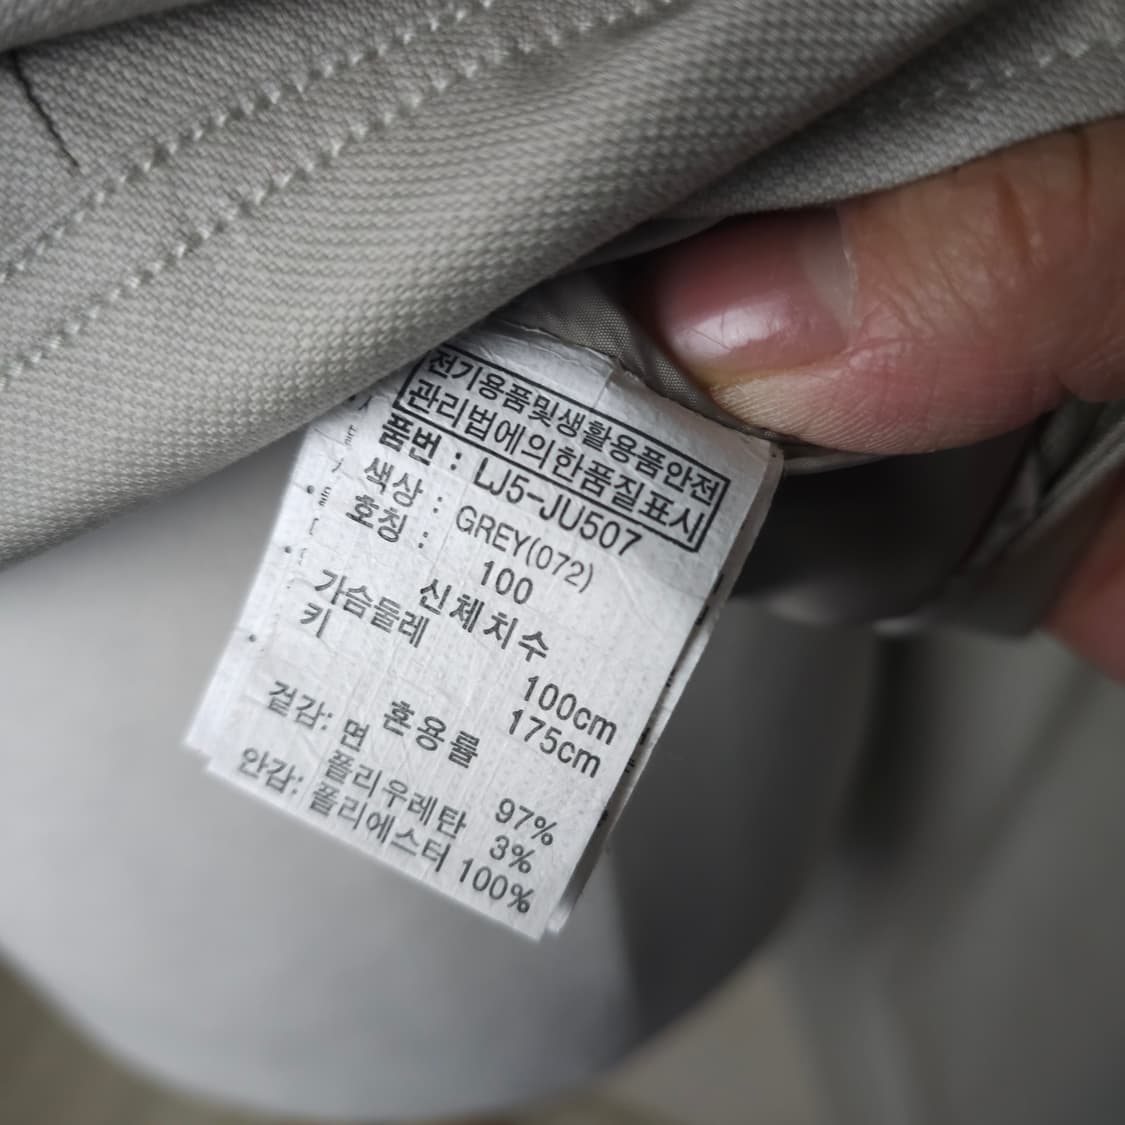 전기용품및생활용품안전
관리법에의한품질표시
품번 : LJ5-JU507
색상 : GREY(072)
호칭 : 100
신체치수
가슴둘레 100cm
키 175cm
혼용률
겉감: 면 97%
폴리우레탄 3%
안감: 폴리에스터 100%